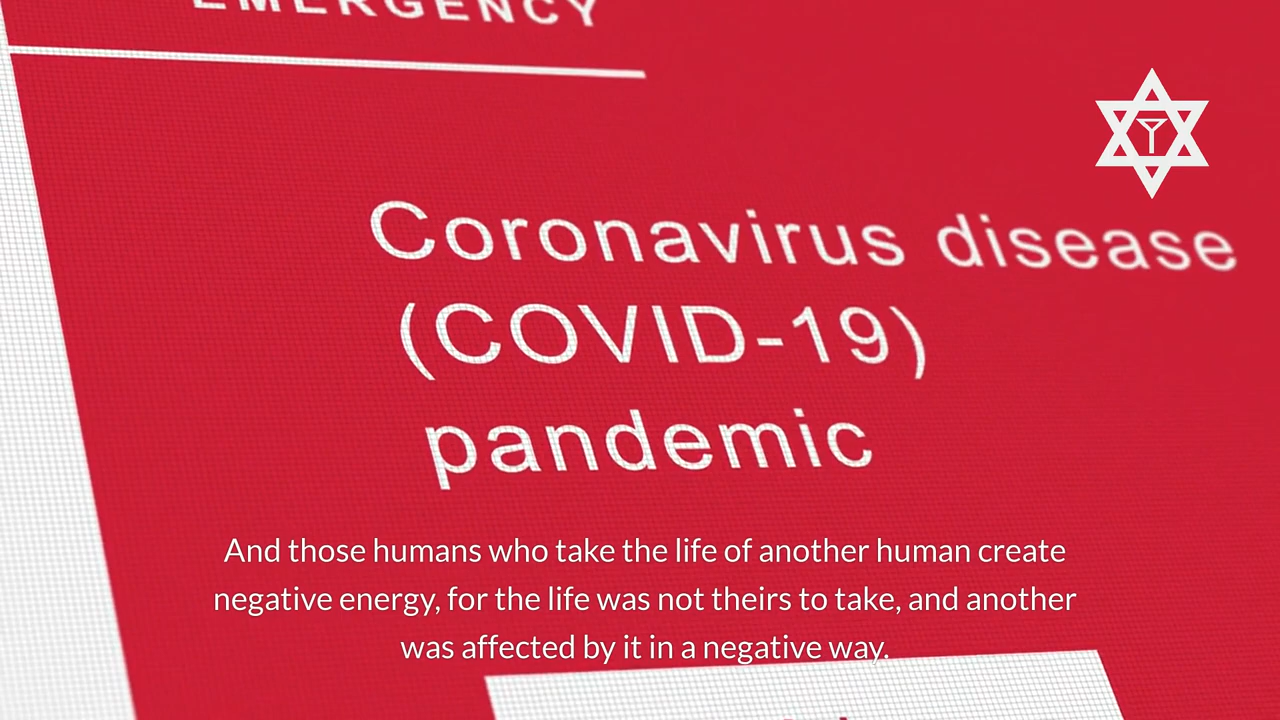 EMERGENCY
Coronavirus disease
(COVID-19)
pandemic
And those humans who take the life of another human create
negative energy, for the life was not theirs to take, and another
was affected by it in a negative way.